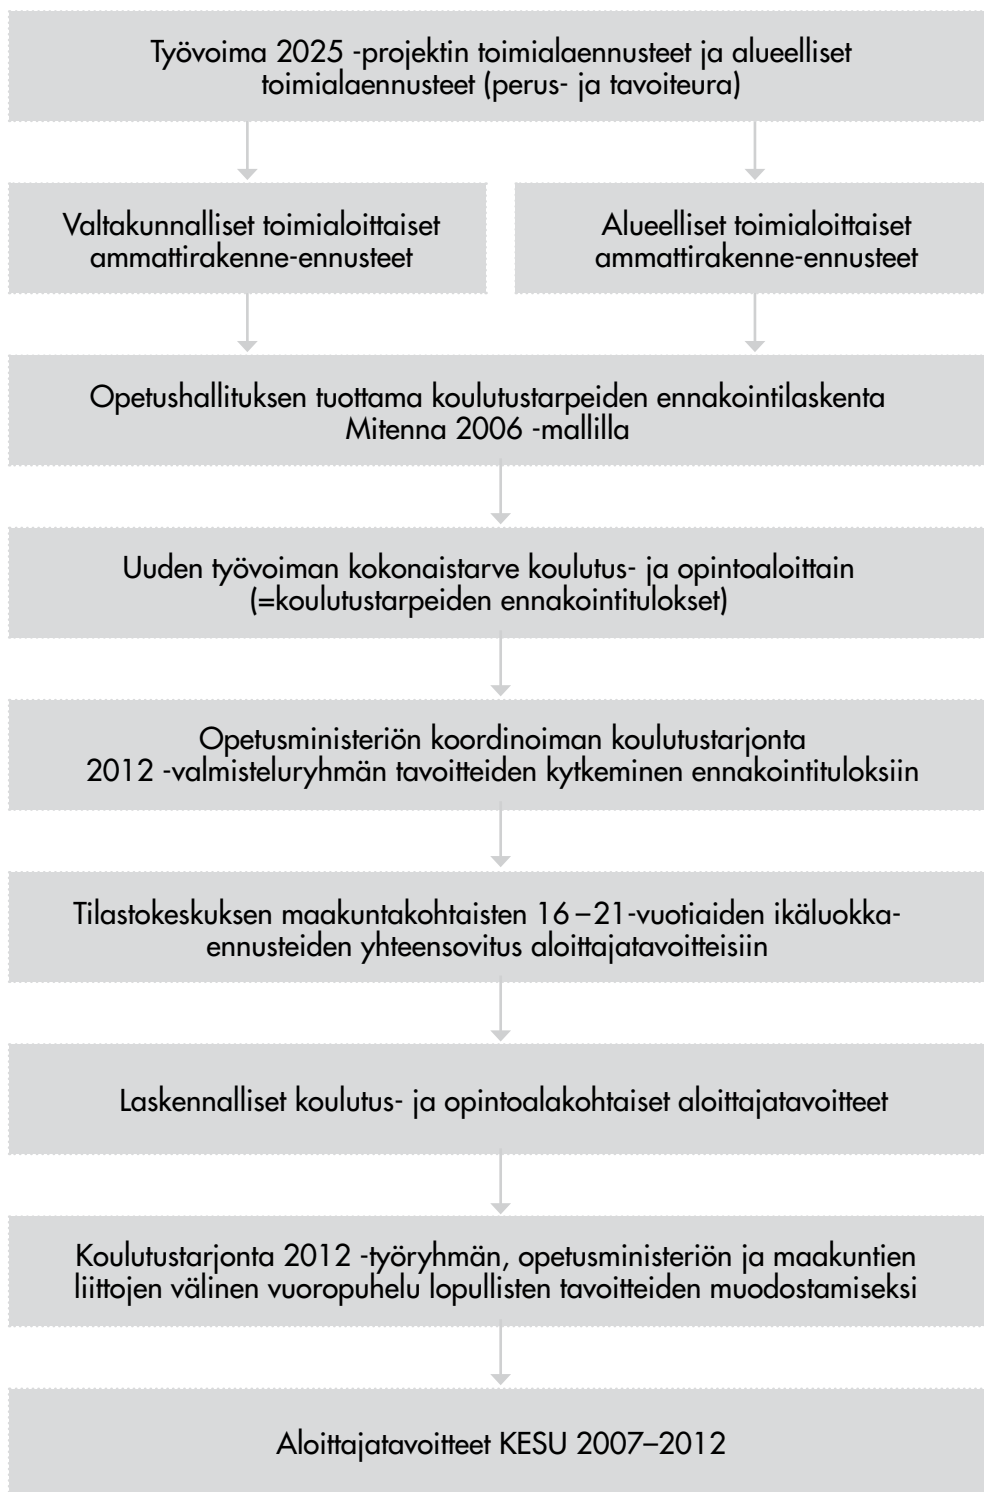 Työvoima 2025 -projektin toimialaennusteet ja alueelliset
toimialaennusteet (perus- ja tavoiteura)
Valtakunnalliset toimialoittaiset
ammattirakenne-ennusteet
Alueelliset toimialoittaiset
ammattirakenne-ennusteet
Opetushallituksen tuottama koulutustarpeiden ennakointilaskenta
Mitenna 2006 -mallilla
Uuden työvoiman kokonaistarve koulutus- ja opintoaloittain
(=koulutustarpeiden ennakointitulokset)
Opetusministeriön koordinoiman koulutustarjonta
2012 -valmisteluryhmän tavoitteiden kytkeminen ennakointituloksiin
Tilastokeskuksen maakuntakohtaisten 16–21-vuotiaiden ikäluokka-
ennusteiden yhteensovitus aloittajatavoitteisiin
Laskennalliset koulutus- ja opintoalakohtaiset aloittajatavoitteet
Koulutustarjonta 2012 -työryhmän, opetusministeriön ja maakuntien
liittojen välinen vuoropuhelu lopullisten tavoitteiden muodostamiseksi
Aloittajatavoitteet KESU 2007–2012